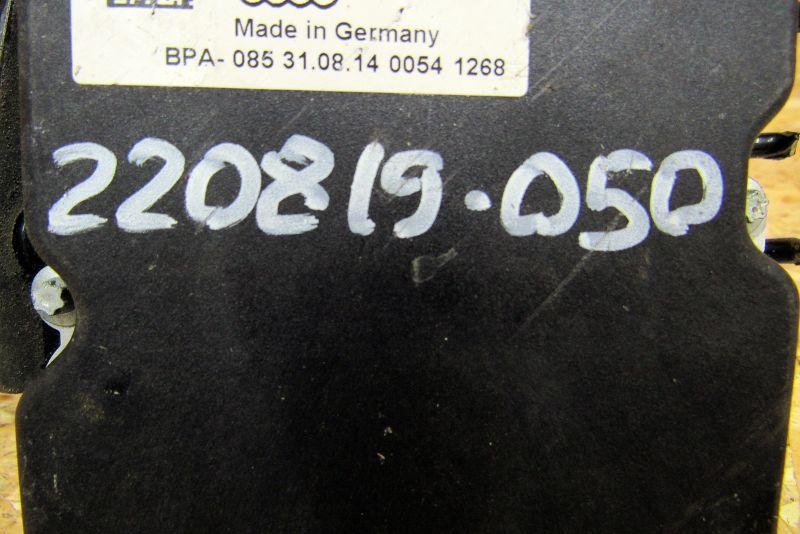 Made in Germany
BPA- 085 31.08.14 0054 1268
220819-050